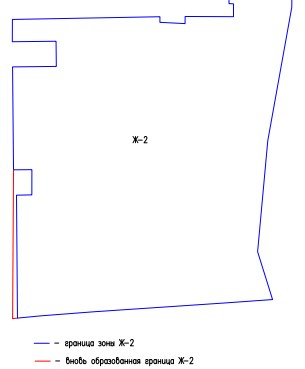 Ж-2
– граница зоны Ж-2
– вновь образованная граница Ж-2